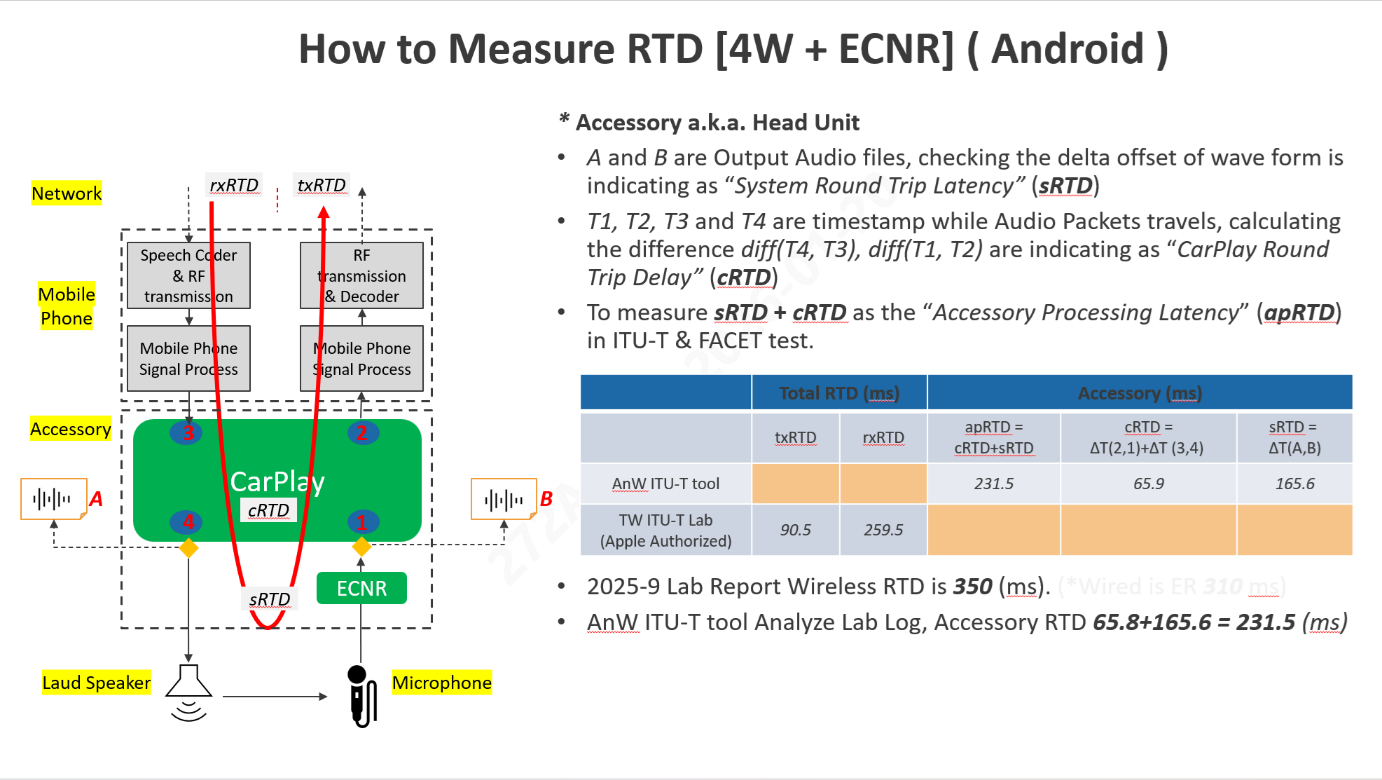 How to Measure RTD [4W + ECNR] ( Android )
* Accessory a.k.a. Head Unit
• A and B are Output Audio files, checking the delta offset of wave form is
indicating as “System Round Trip Latency” (sRTD)
• T1, T2, T3 and T4 are timestamp while Audio Packets travels, calculating
the difference diff(T4, T3), diff(T1, T2) are indicating as “CarPlay Round
Trip Delay” (cRTD)
• To measure sRTD + cRTD as the “Accessory Processing Latency” (apRTD)
in ITU-T & FACET test.
Total RTD (ms)
Accessory (ms)
txRTD
rxRTD
apRTD =
cRTD+sRTD
cRTD =
ΔT(2,1)+ΔT (3,4)
sRTD =
ΔT(A,B)
AnW ITU-T tool
231.5
65.9
165.6
TW ITU-T Lab
(Apple Authorized)
90.5
259.5
• 2025-9 Lab Report Wireless RTD is 350 (ms). (*Wired is ER 310 ms)
• AnW ITU-T tool Analyze Lab Log, Accessory RTD 65.8+165.6 = 231.5 (ms)
Network
rxRTD
txRTD
Speech Coder
& RF
transmission
RF
transmission
& Decoder
Mobile
Phone
Mobile Phone
Signal Process
Mobile Phone
Signal Process
Accessory
3
2
CarPlay
cRTD
A
B
4
1
ECNR
sRTD
Laud Speaker
Microphone